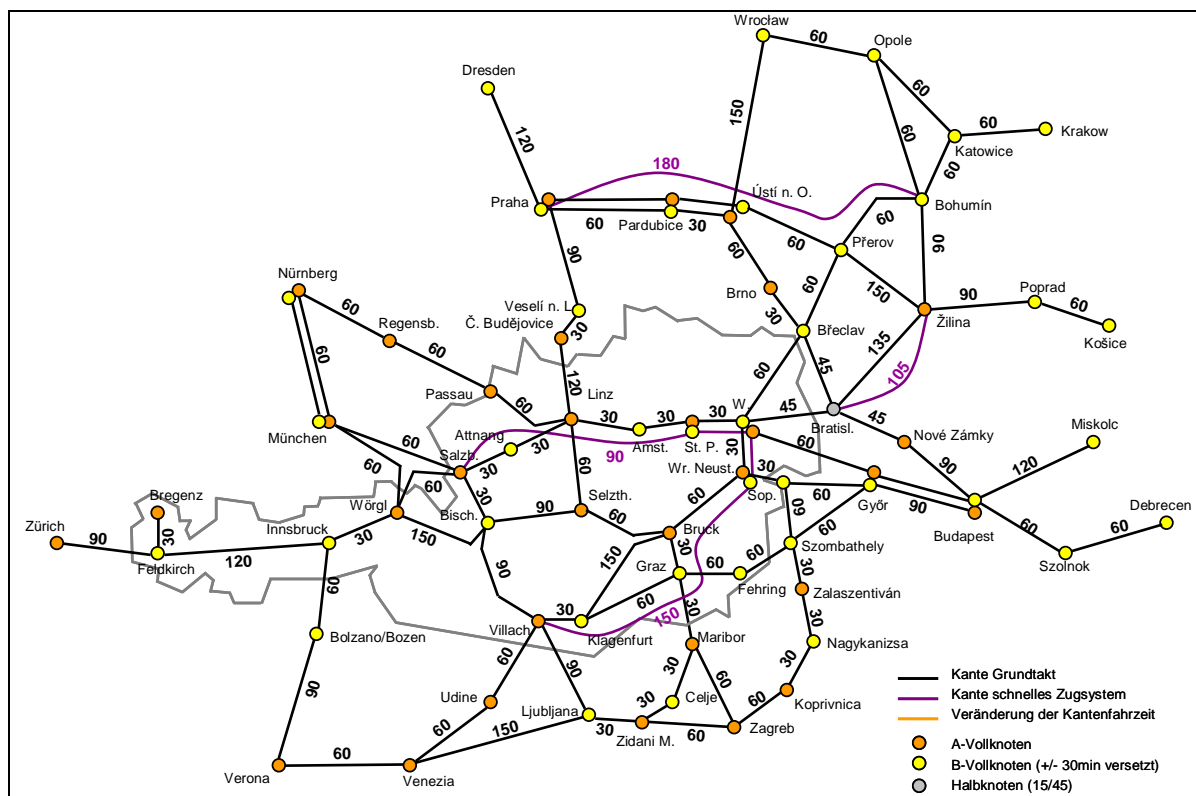 Wrocław
60
Opole
Dresden
150
60
60
60
Krakow
Katowice
120
60
180
Praha
Ústí n. O.
Bohumín
60
Pardubice
30
60
60
Přerov
90
60
90
Nürnberg
Brno
60
150
90
Poprad
60
Veselí n. L
30
Břeclav
Žilina
Regensb.
Č. Budějovice
30
60
Košice
60
60
135
45
105
120
60
Passau
60
Linz
W.
30
30
45
Bratisl.
45
Miskolc
München
Attnang
Amst.
St. P.
60
Nové Zámky
60
Salzb.
30
30
90
30
90
120
60
60
Wr. Neust.
30
Bregenz
30
60
Selzth.
Sop.
60
Győr
90
Debrecen
Zürich
Wörgl
Bisch.
90
60
60
Budapest
60
90
30
Innsbruck
30
150
60
Bruck
60
Szombathely
60
Feldkirch
120
150
30
Szolnok
60
90
Graz
60
60
Fehring
30
Zalaszentiván
30
60
Villach
Klagenfurt
150
30
30
Bolzano/Bozen
Maribor
Nagykanizsa
60
90
30
60
30
Kante Grundtakt
90
Udine
30
Celje
Koprivnica
Kante schnelles Zugsystem
Ljubljana
60
Veränderung der Kantenfahrzeit
60
150
30
Zidani M.
60
Zagreb
A-Vollknoten
60
B-Vollknoten (+/- 30min versetzt)
Verona
Venezia
Halbknoten (15/45)